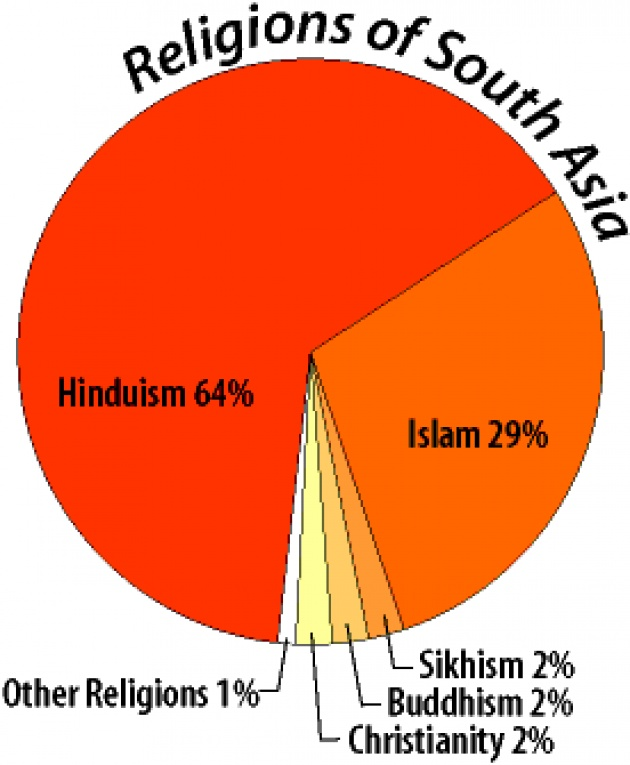 Religions of South Asia
Hinduism 64%
Islam 29%
Sikhism 2%
Other Religions 1%
Buddhism 2%
Christianity 2%